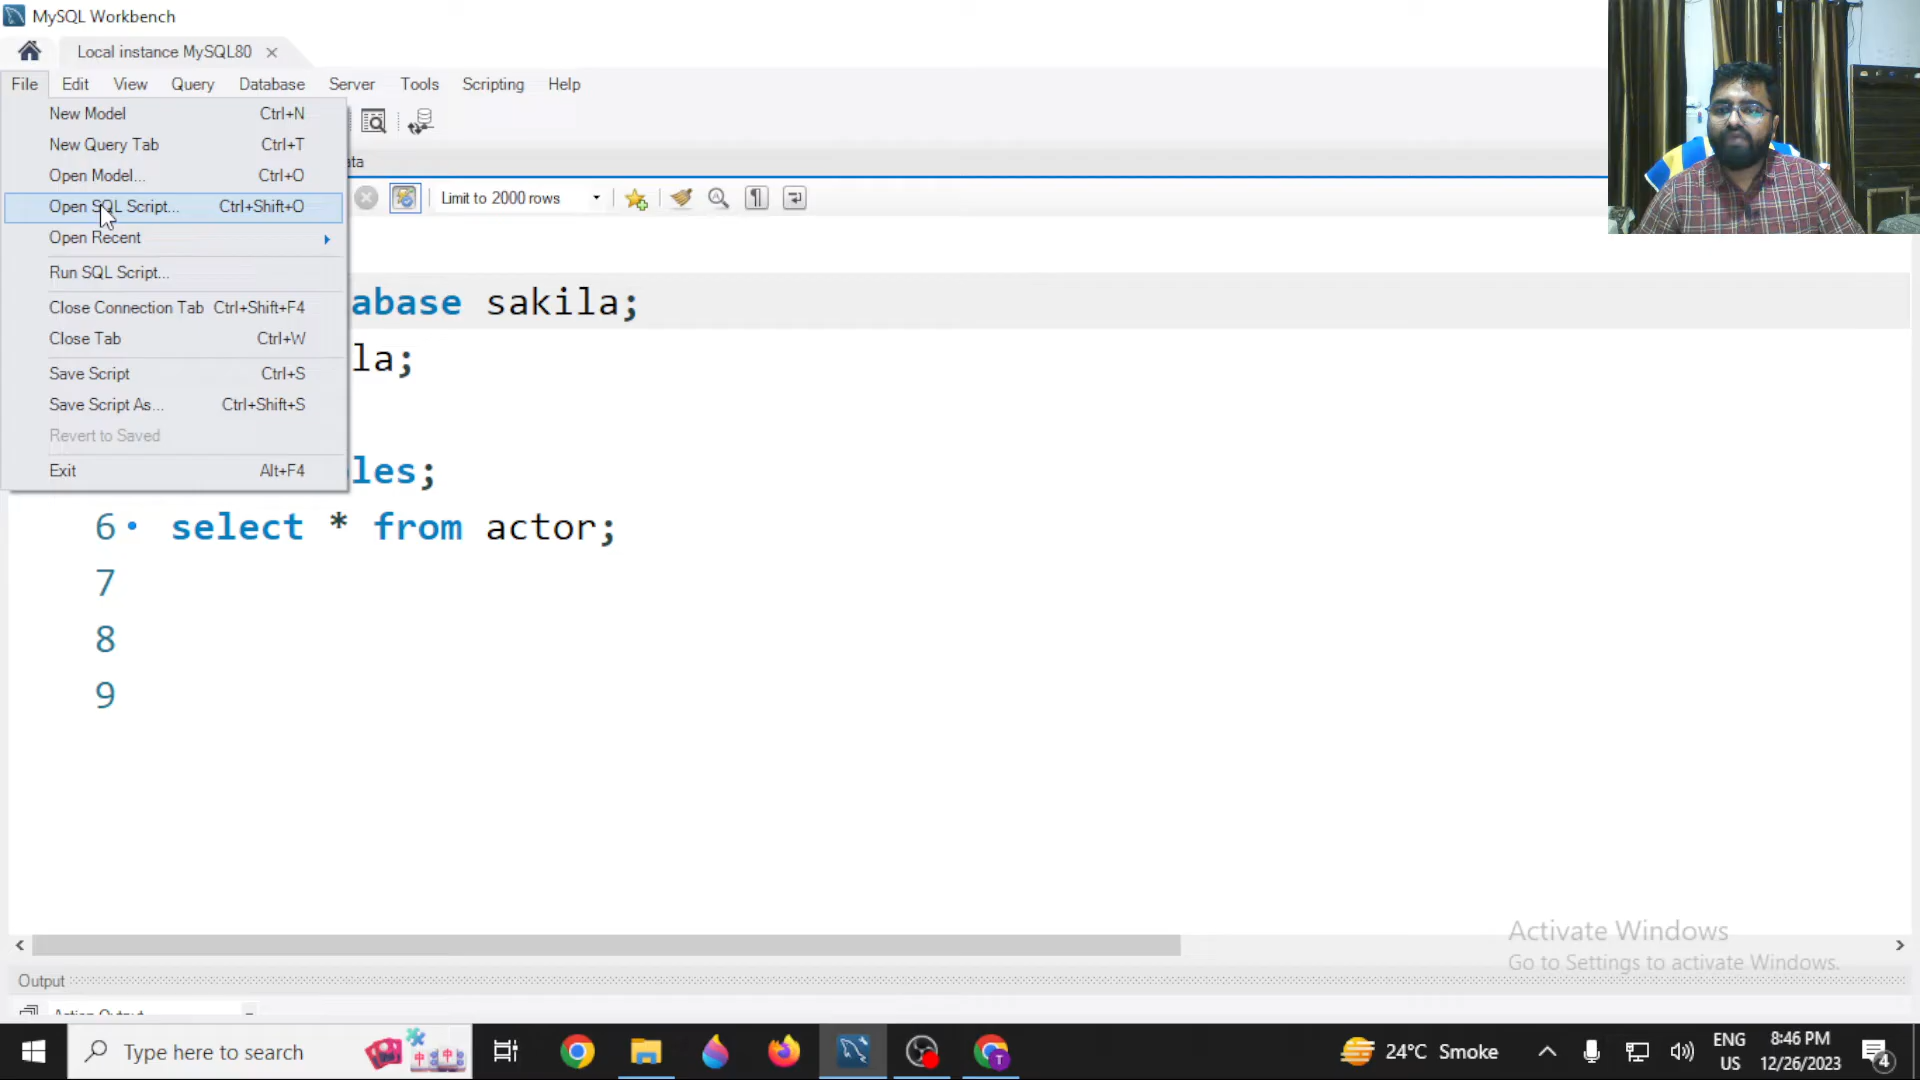 MySQL Workbench
Local instance MySQL80
File Edit View Query Database Server Tools Scripting Help
New Model Ctrl+N
New Query Tab Ctrl+T
Open Model... Ctrl+O
Open SQL Script... Ctrl+Shift+O
Open Recent
Run SQL Script...
Close Connection Tab Ctrl+Shift+F4
Close Tab Ctrl+W
Save Script Ctrl+S
Save Script As... Ctrl+Shift+S
Revert to Saved
Exit Alt+F4
ata
Limit to 2000 rows
abase sakila;
la;
les;
6 select * from actor;
7
8
9
Activate Windows
Go to Settings to activate Windows.
Output
Action Output
Type here to search
24°C Smoke
ENG
US
8:46 PM
12/26/2023
4